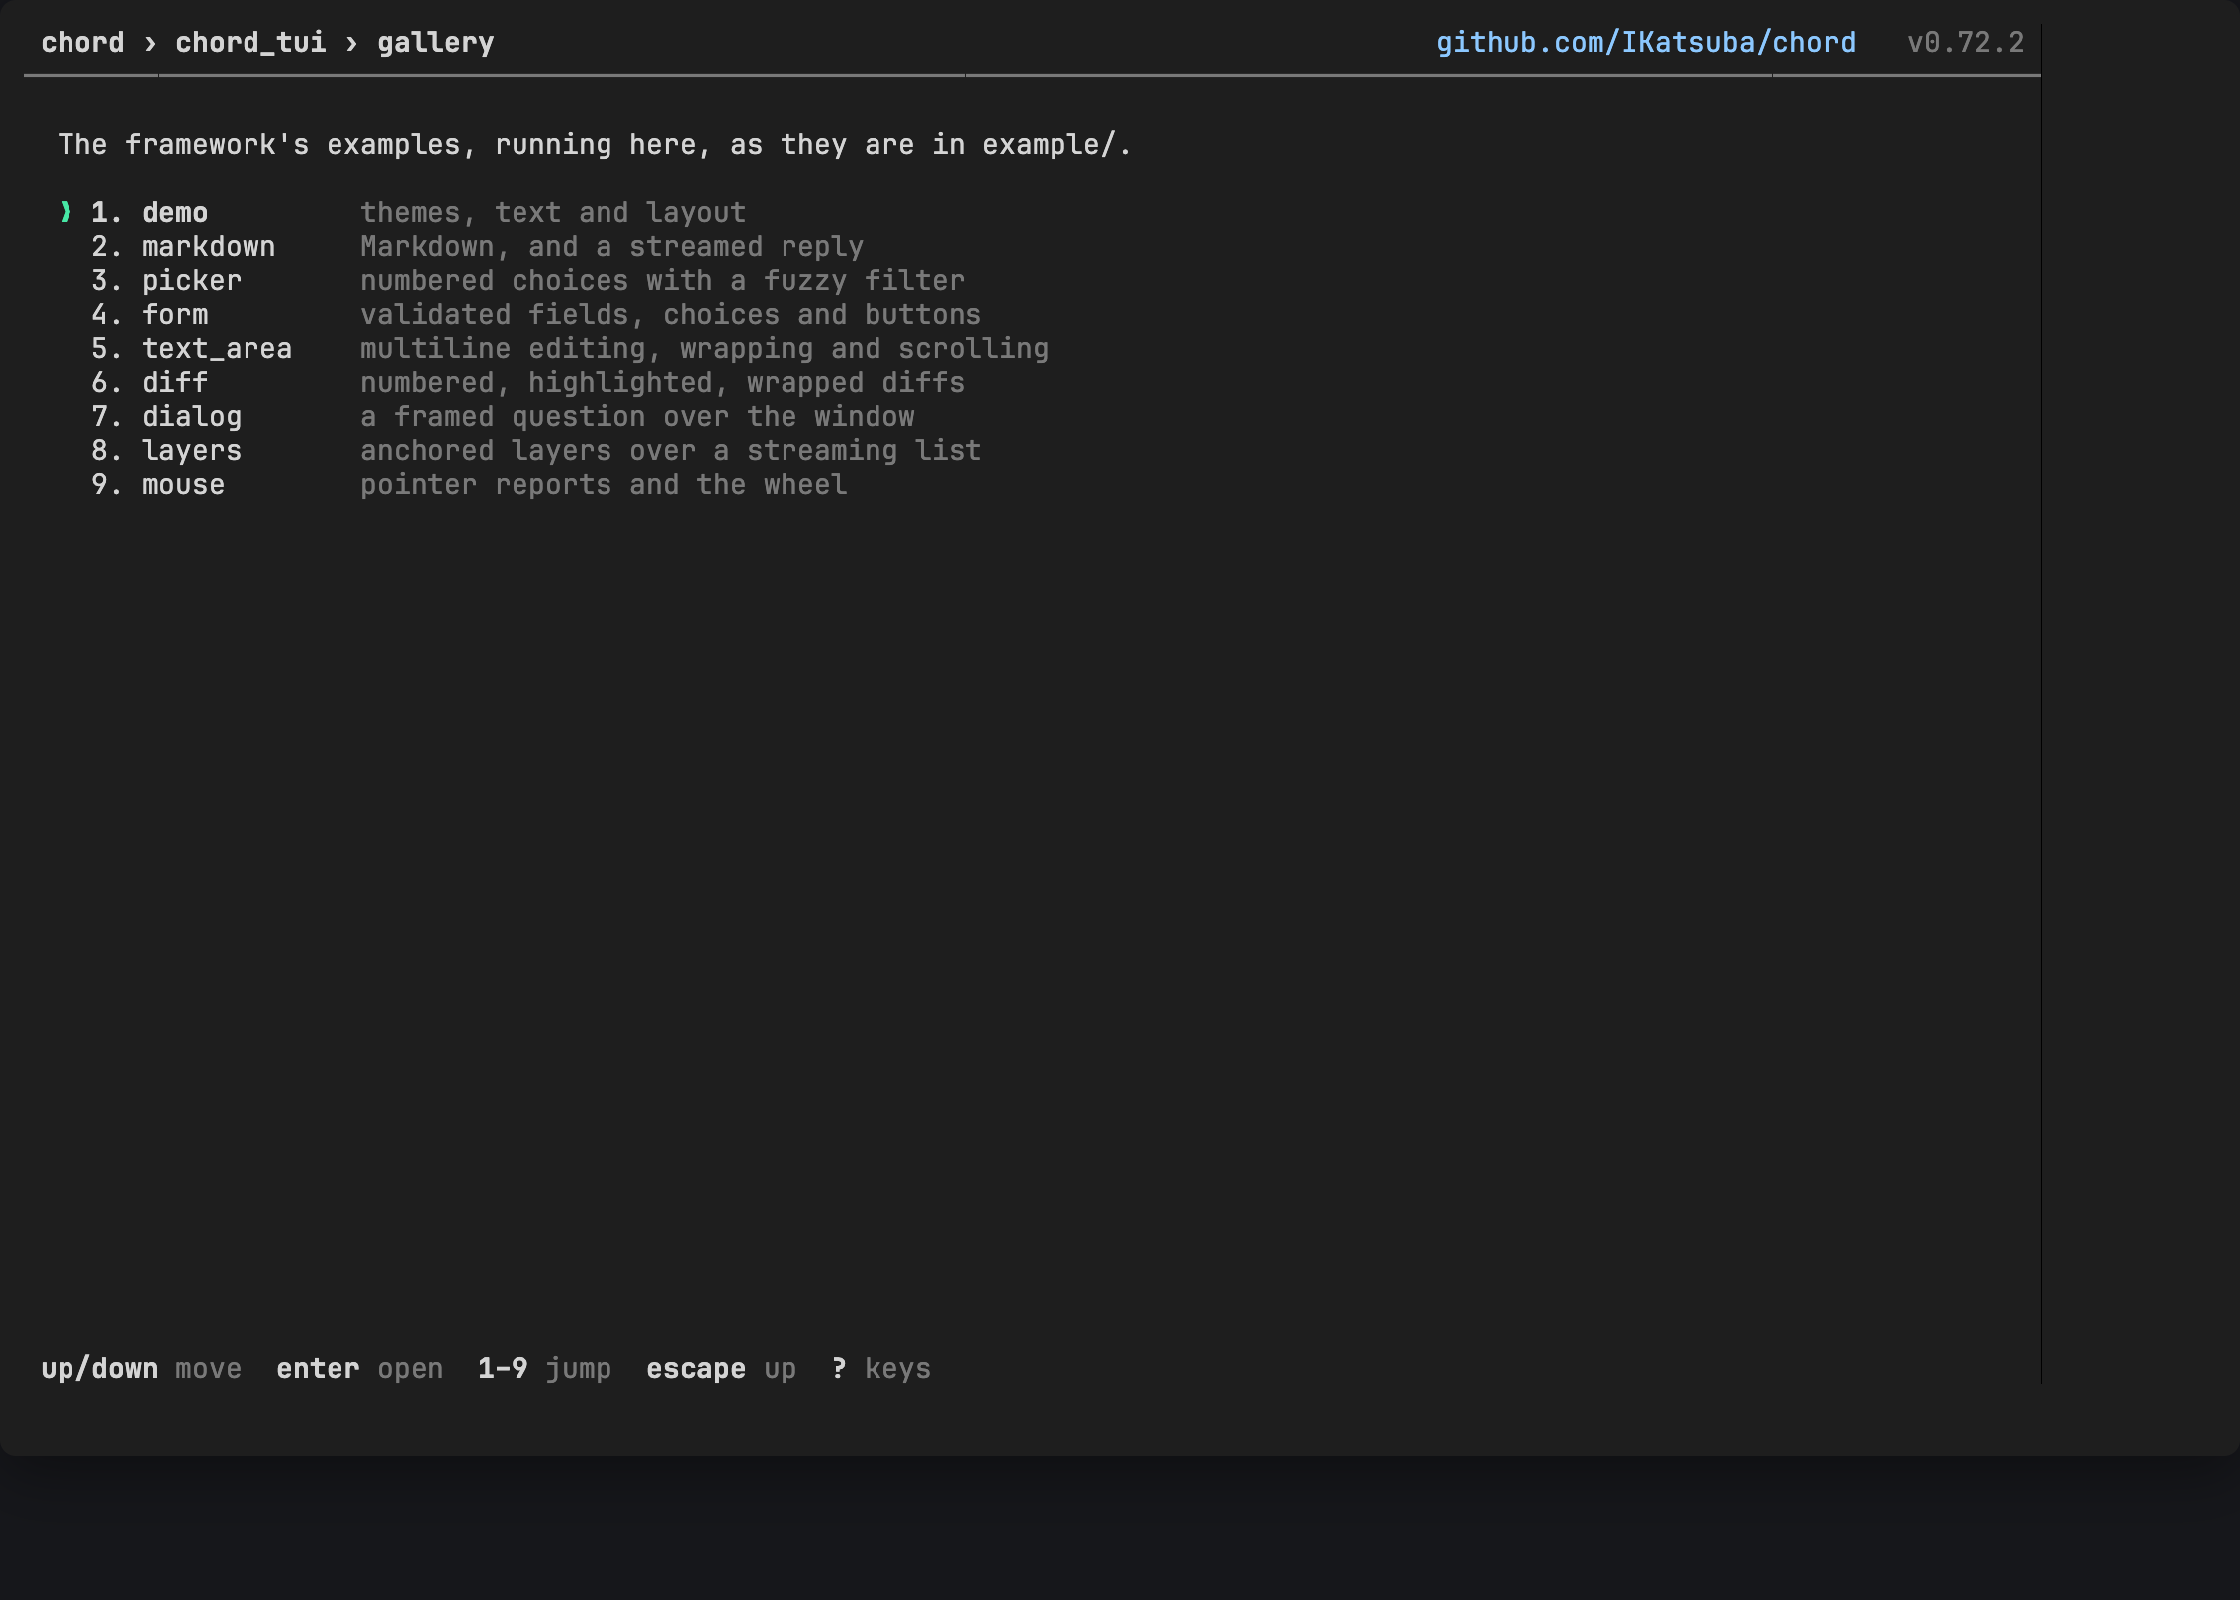 chord › chord_tui › gallery github.com/IKatsuba/chord v0.72.2
The framework's examples, running here, as they are in example/.
❯ 1. demo themes, text and layout
2. markdown Markdown, and a streamed reply
3. picker numbered choices with a fuzzy filter
4. form validated fields, choices and buttons
5. text_area multiline editing, wrapping and scrolling
6. diff numbered, highlighted, wrapped diffs
7. dialog a framed question over the window
8. layers anchored layers over a streaming list
9. mouse pointer reports and the wheel
up/down move enter open 1-9 jump escape up ? keys